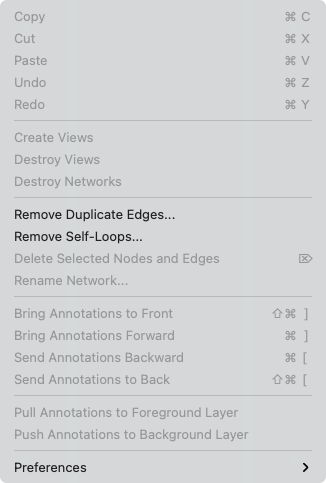 Copy ⌘ C
Cut ⌘ X
Paste ⌘ V
Undo ⌘ Z
Redo ⌘ Y
Create Views
Destroy Views
Destroy Networks
Remove Duplicate Edges...
Remove Self-Loops...
Delete Selected Nodes and Edges ⌦
Rename Network...
Bring Annotations to Front ⇧⌘ ]
Bring Annotations Forward ⌘ ]
Send Annotations Backward ⌘ [
Send Annotations to Back ⇧⌘ [
Pull Annotations to Foreground Layer
Push Annotations to Background Layer
Preferences